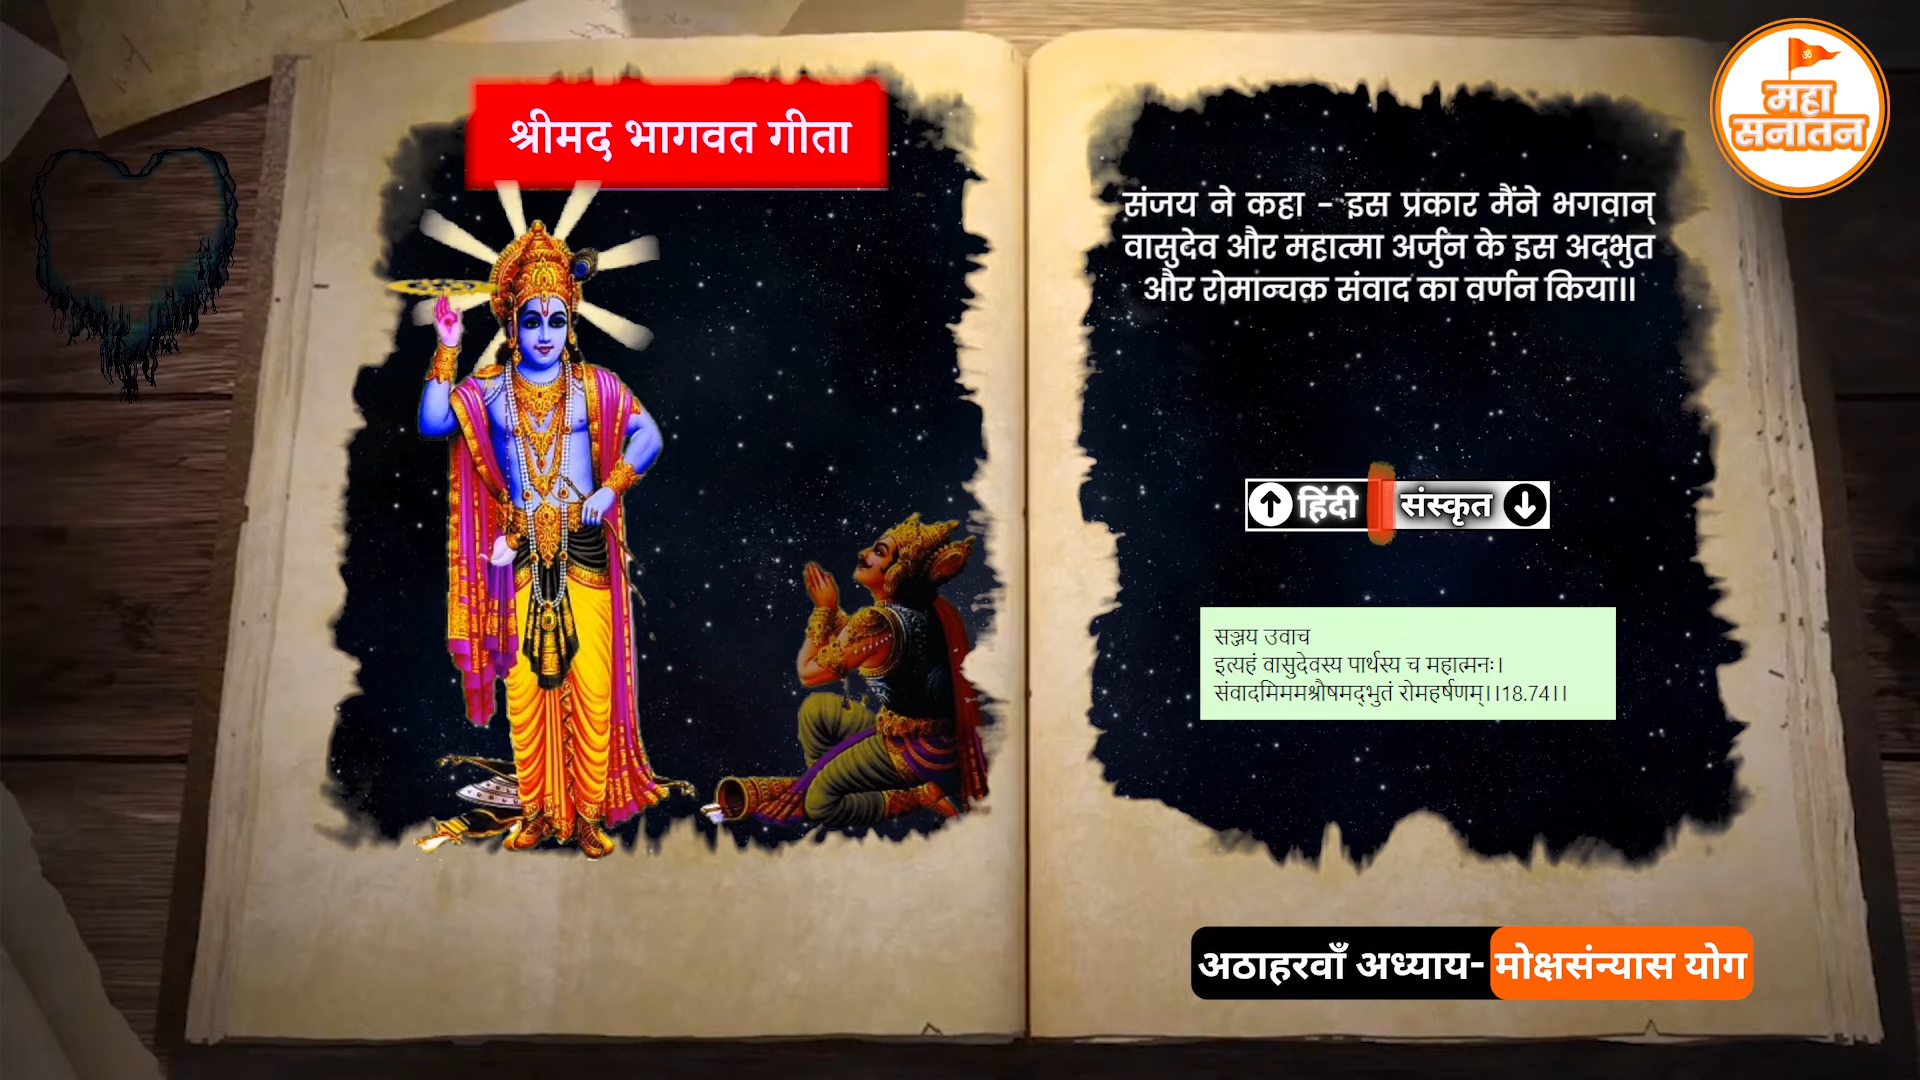 श्रीमद भागवत गीता
महा
सनातन
संजय ने कहा - इस प्रकार मैंने भगवान्
वासुदेव और महात्मा अर्जुन के इस अद्भुत
और रोमान्चक संवाद का वर्णन किया॥
हिंदी संस्कृत
सञ्जय उवाच
इत्यहं वासुदेवस्य पार्थस्य च महात्मनः।
संवादमिममश्रौषमद्भुतं रोमहर्षणम्।।18.74।।
अठाहरवाँ अध्याय- मोक्षसंन्यास योग